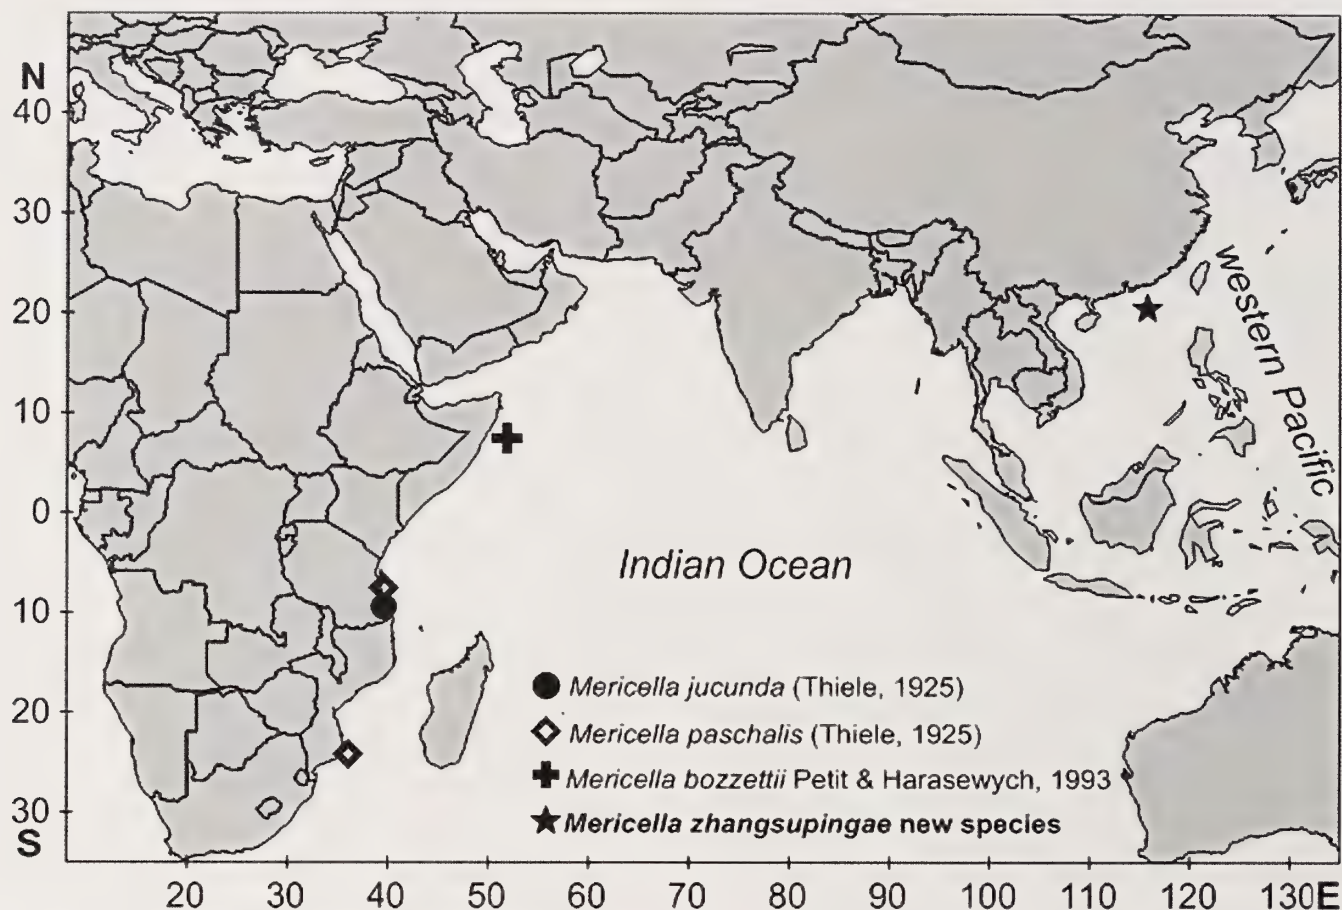 N
40
30
20
10
0
10
20
30
S
western Pacific
Indian Ocean
Mericella jucunda (Thiele, 1925)
Mericella paschalis (Thiele, 1925)
Mericella bozzettii Petit & Harasewych, 1993
Mericella zhangsupingae new species
20 30 40 50 60 70 80 90 100 110 120 130 E